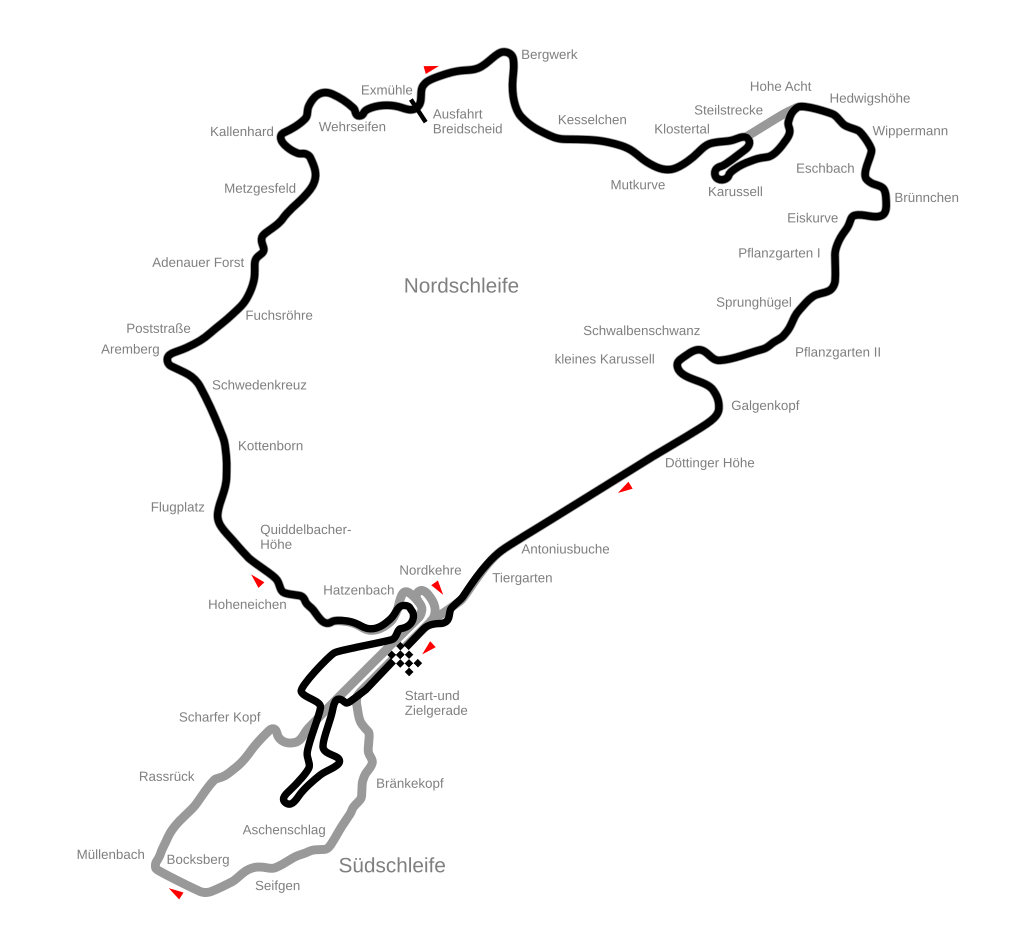 Bergwerk
Hohe Acht
Exmühle
Hedwigshöhe
Steilstrecke
Ausfahrt
Breidscheid
Kesselchen
Wehrseifen
Klostertal
Kallenhard
Wippermann
Eschbach
Mutkurve
Metzgesfeld
Karussell
Brünnchen
Eiskurve
Pflanzgarten I
Adenauer Forst
Nordschleife
Sprunghügel
Fuchsröhre
Poststraße
Schwalbenschwanz
Aremberg
Pflanzgarten II
kleines Karussell
Schwedenkreuz
Galgenkopf
Kottenborn
Döttinger Höhe
Flugplatz
Quiddelbacher-
Höhe
Antoniusbuche
Nordkehre
Tiergarten
Hatzenbach
Hoheneichen
Start-und
Zielgerade
Scharfer Kopf
Rassrück
Bränkekopf
Aschenschlag
Müllenbach
Bocksberg
Südschleife
Seifgen